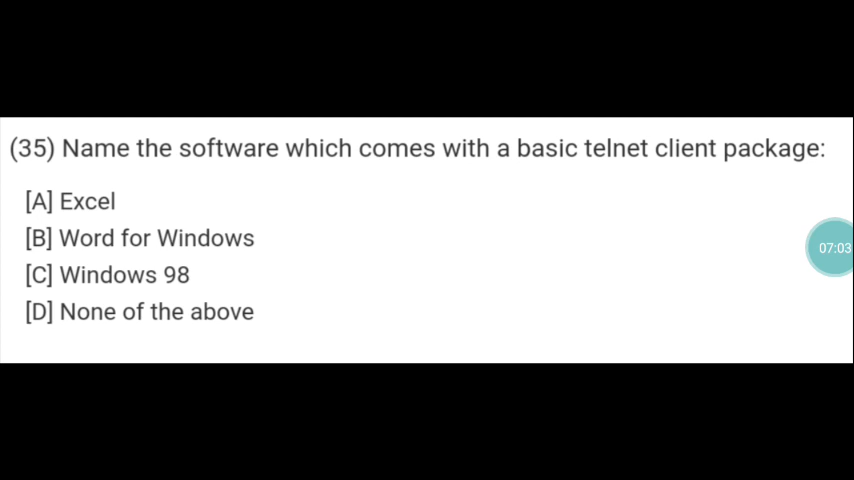 (35) Name the software which comes with a basic telnet client package:
[A] Excel
[B] Word for Windows
[C] Windows 98
[D] None of the above
07:03